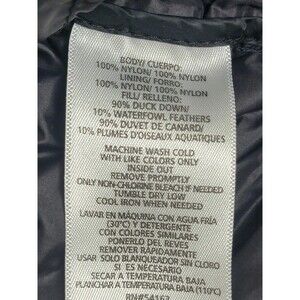 BODY/ CUERPO:
100% NYLON/ 100% NYLON
LINING/ FORRO:
100% NYLON/ 100% NYLON
FILL/ RELLENO:
90% DUCK DOWN/
10% WATERFOWL FEATHERS
90% DUVET DE CANARD/
10% PLUMES D'OISEAUX AQUATIQUES
MACHINE WASH COLD
WITH LIKE COLORS ONLY
INSIDE OUT
REMOVE PROMPTLY
ONLY NON-CHLORINE BLEACH IF NEEDED
TUMBLE DRY LOW
COOL IRON WHEN NEEDED
LAVAR EN MÁQUINA CON AGUA FRÍA
(30°C) Y DETERGENTE
CON COLORES SIMILARES
PONERLO DEL REVES
REMOVER RÁPIDAMENTE
USAR SOLO BLANQUEADOR SIN CLORO
SI ES NECESARIO
SECAR A TEMPERATURA BAJA
PLANCHAR A TEMPERATURA BAJA (110°C)
RN#54163